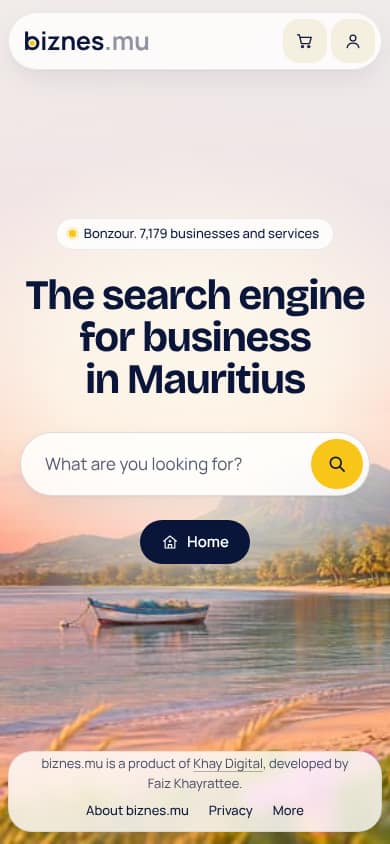 biznes.mu
Bonzour. 7,179 businesses and services
The search engine
for business
in Mauritius
What are you looking for?
Home
biznes.mu is a product of Khay Digital, developed by
Faiz Khayrattee.
About biznes.mu Privacy More